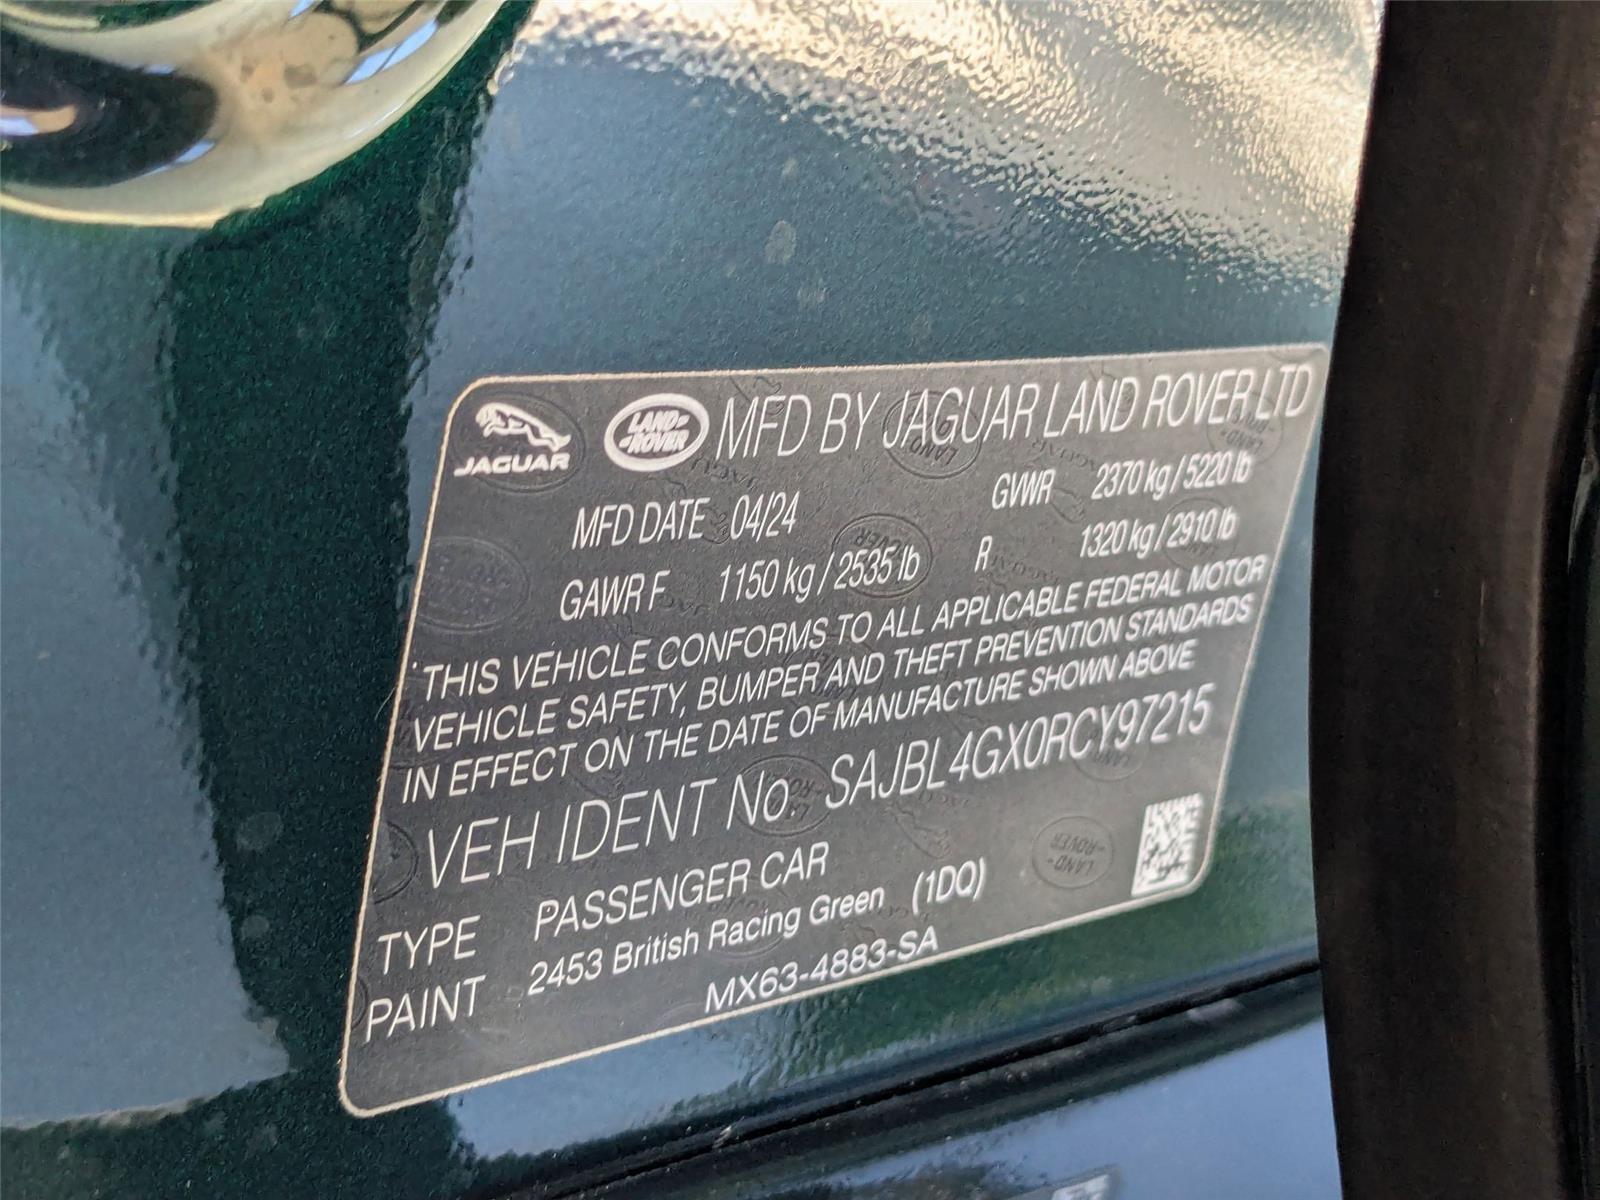 JAGUAR LAND ROVER MFD BY JAGUAR LAND ROVER LTD
MFD DATE 04/24 GVWR 2370 kg / 5220 lb
GAWR F 1150 kg / 2535 lb R 1320 kg / 2910 lb
THIS VEHICLE CONFORMS TO ALL APPLICABLE FEDERAL MOTOR
VEHICLE SAFETY, BUMPER AND THEFT PREVENTION STANDARDS
IN EFFECT ON THE DATE OF MANUFACTURE SHOWN ABOVE
VEH IDENT No. SAJBL4GX0RCY97215
TYPE PASSENGER CAR
PAINT 2453 British Racing Green (1DQ)
MX63-4883-SA